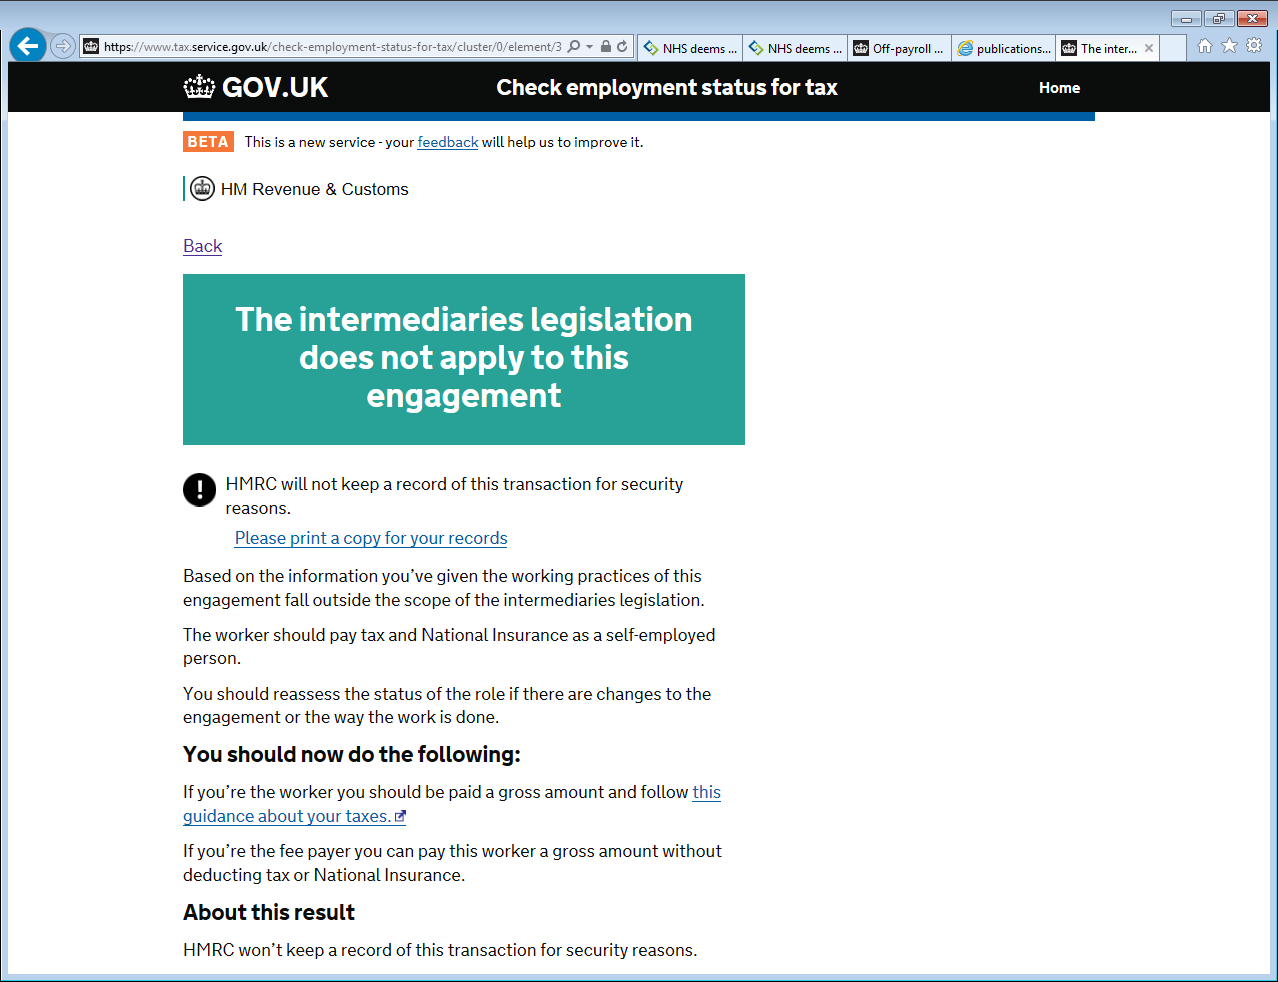 https://www.tax.service.gov.uk/check-employment-status-for-tax/cluster/0/element/3
NHS deems ...
NHS deems ...
Off-payroll ...
publications...
The inter...
GOV.UK
Check employment status for tax
Home
BETA This is a new service - your feedback will help us to improve it.
HM Revenue & Customs
Back
The intermediaries legislation
does not apply to this
engagement
HMRC will not keep a record of this transaction for security
reasons.
Please print a copy for your records
Based on the information you’ve given the working practices of this
engagement fall outside the scope of the intermediaries legislation.
The worker should pay tax and National Insurance as a self-employed
person.
You should reassess the status of the role if there are changes to the
engagement or the way the work is done.
You should now do the following:
If you’re the worker you should be paid a gross amount and follow this
guidance about your taxes.
If you’re the fee payer you can pay this worker a gross amount without
deducting tax or National Insurance.
About this result
HMRC won’t keep a record of this transaction for security reasons.